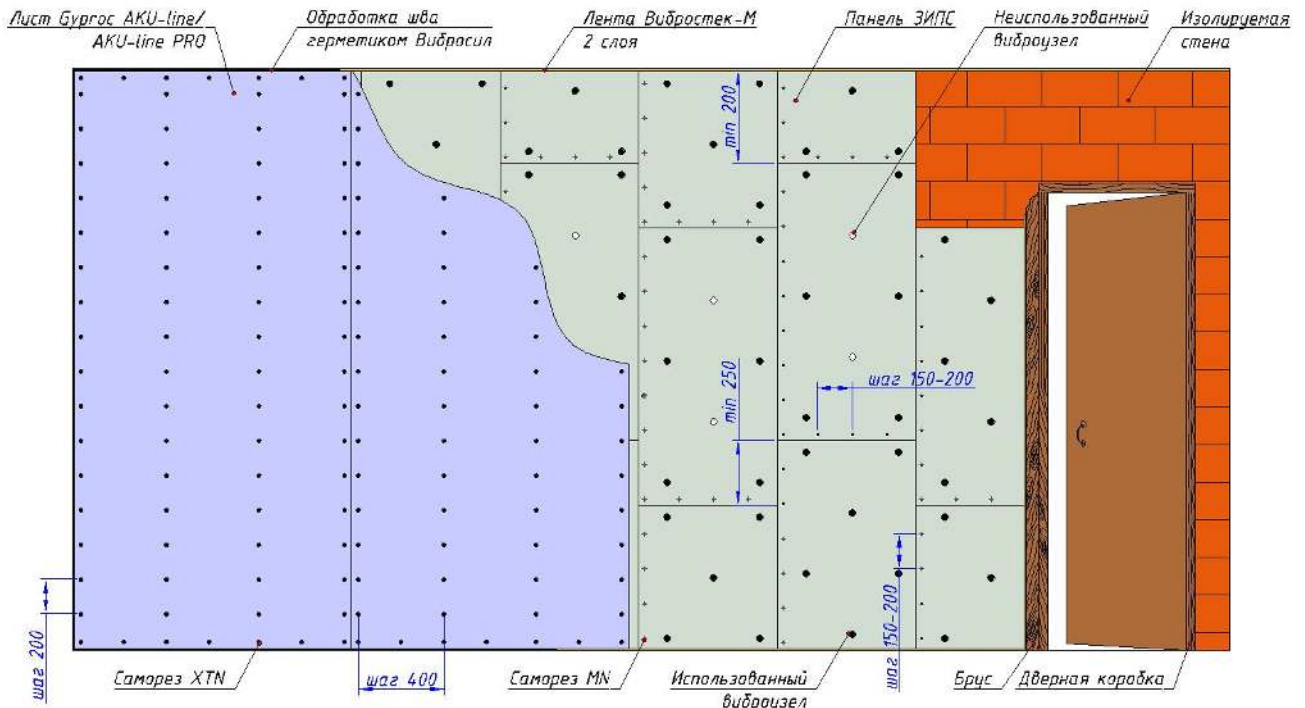 Лист Gyproc AKU-line/
AKU-line PRO
Обработка шва
герметиком Вибросил
Лента Вибростек-М
2 слоя
Панель ЗИПС
Неиспользованный
виброузел
Изолируемая
стена
min 200
шаг 150-200
min 250
шаг 150-200
шаг 200
шаг 400
Саморез XTN
Саморез MN
Использованный
виброузел
Брус
Дверная коробка